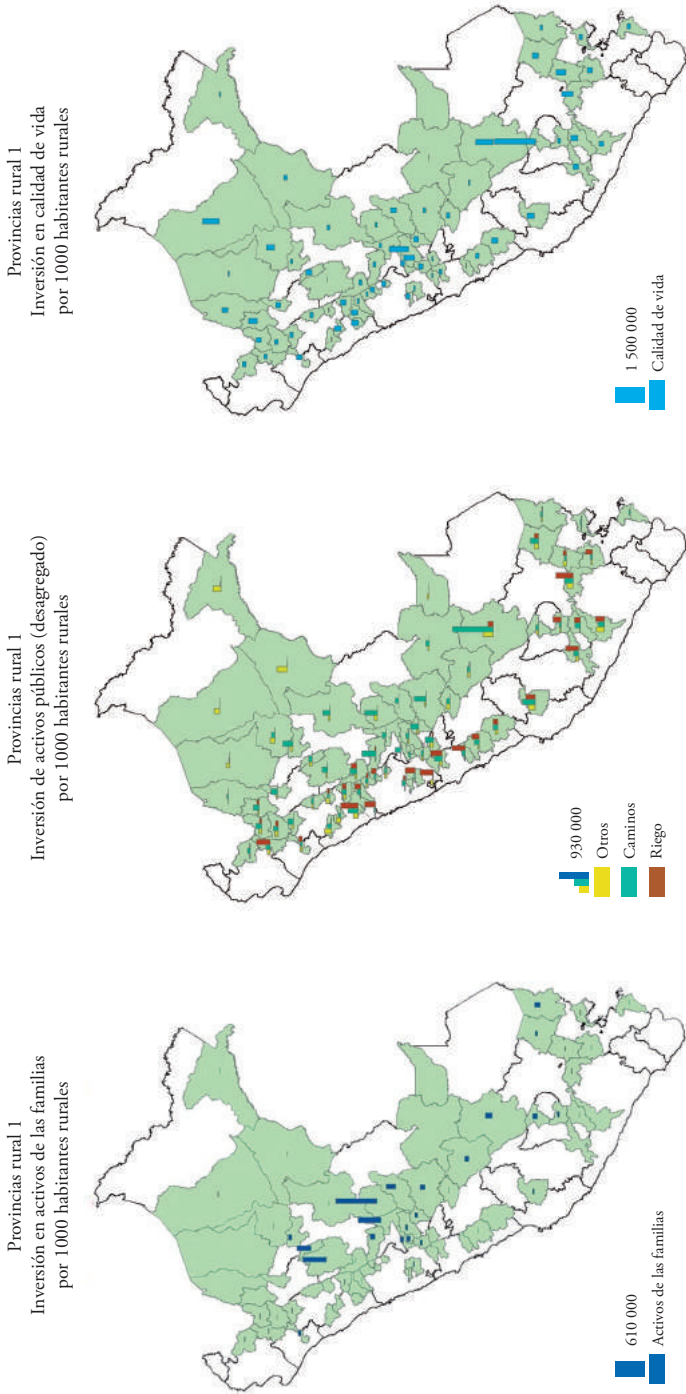 Provincias rural 1
Inversión en activos de las familias
por 1000 habitantes rurales
610 000
Activos de las familias
Provincias rural 1
Inversión de activos públicos (desagregado)
por 1000 habitantes rurales
930 000
Otros
Caminos
Riego
Provincias rural 1
Inversión en calidad de vida
por 1000 habitantes rurales
1 500 000
Calidad de vida